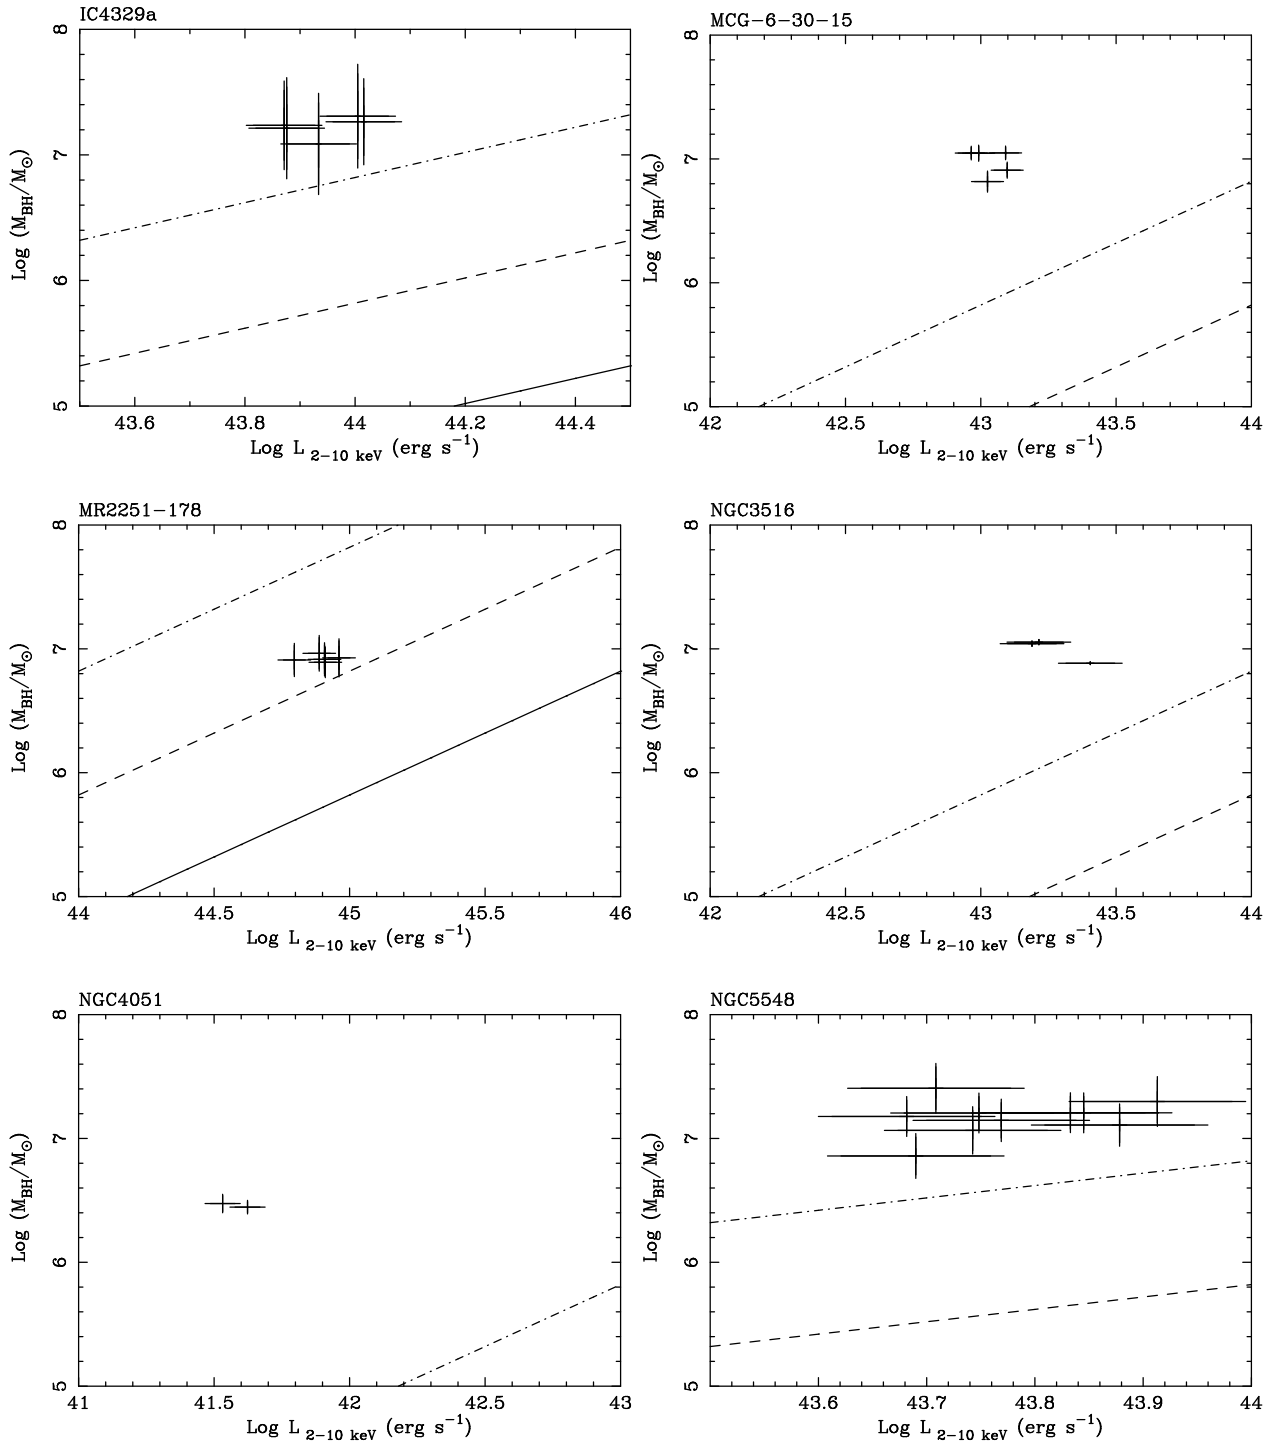 IC4329a
8
7
6
5
Log (M_BH/M_⊙)
43.6 43.8 44 44.2 44.4
Log L 2−10 keV (erg s⁻¹)
MCG−6−30−15
8
7
6
5
Log (M_BH/M_⊙)
42 42.5 43 43.5 44
Log L 2−10 keV (erg s⁻¹)
MR2251−178
8
7
6
5
Log (M_BH/M_⊙)
44 44.5 45 45.5 46
Log L 2−10 keV (erg s⁻¹)
NGC3516
8
7
6
5
Log (M_BH/M_⊙)
42 42.5 43 43.5 44
Log L 2−10 keV (erg s⁻¹)
NGC4051
8
7
6
5
Log (M_BH/M_⊙)
41 41.5 42 42.5 43
Log L 2−10 keV (erg s⁻¹)
NGC5548
8
7
6
5
Log (M_BH/M_⊙)
43.6 43.7 43.8 43.9 44
Log L 2−10 keV (erg s⁻¹)